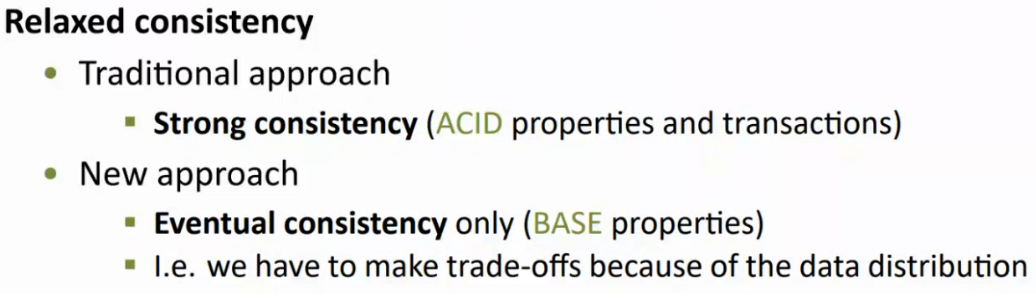 Relaxed consistency
• Traditional approach
▪ Strong consistency (ACID properties and transactions)
• New approach
▪ Eventual consistency only (BASE properties)
▪ I.e. we have to make trade-offs because of the data distribution